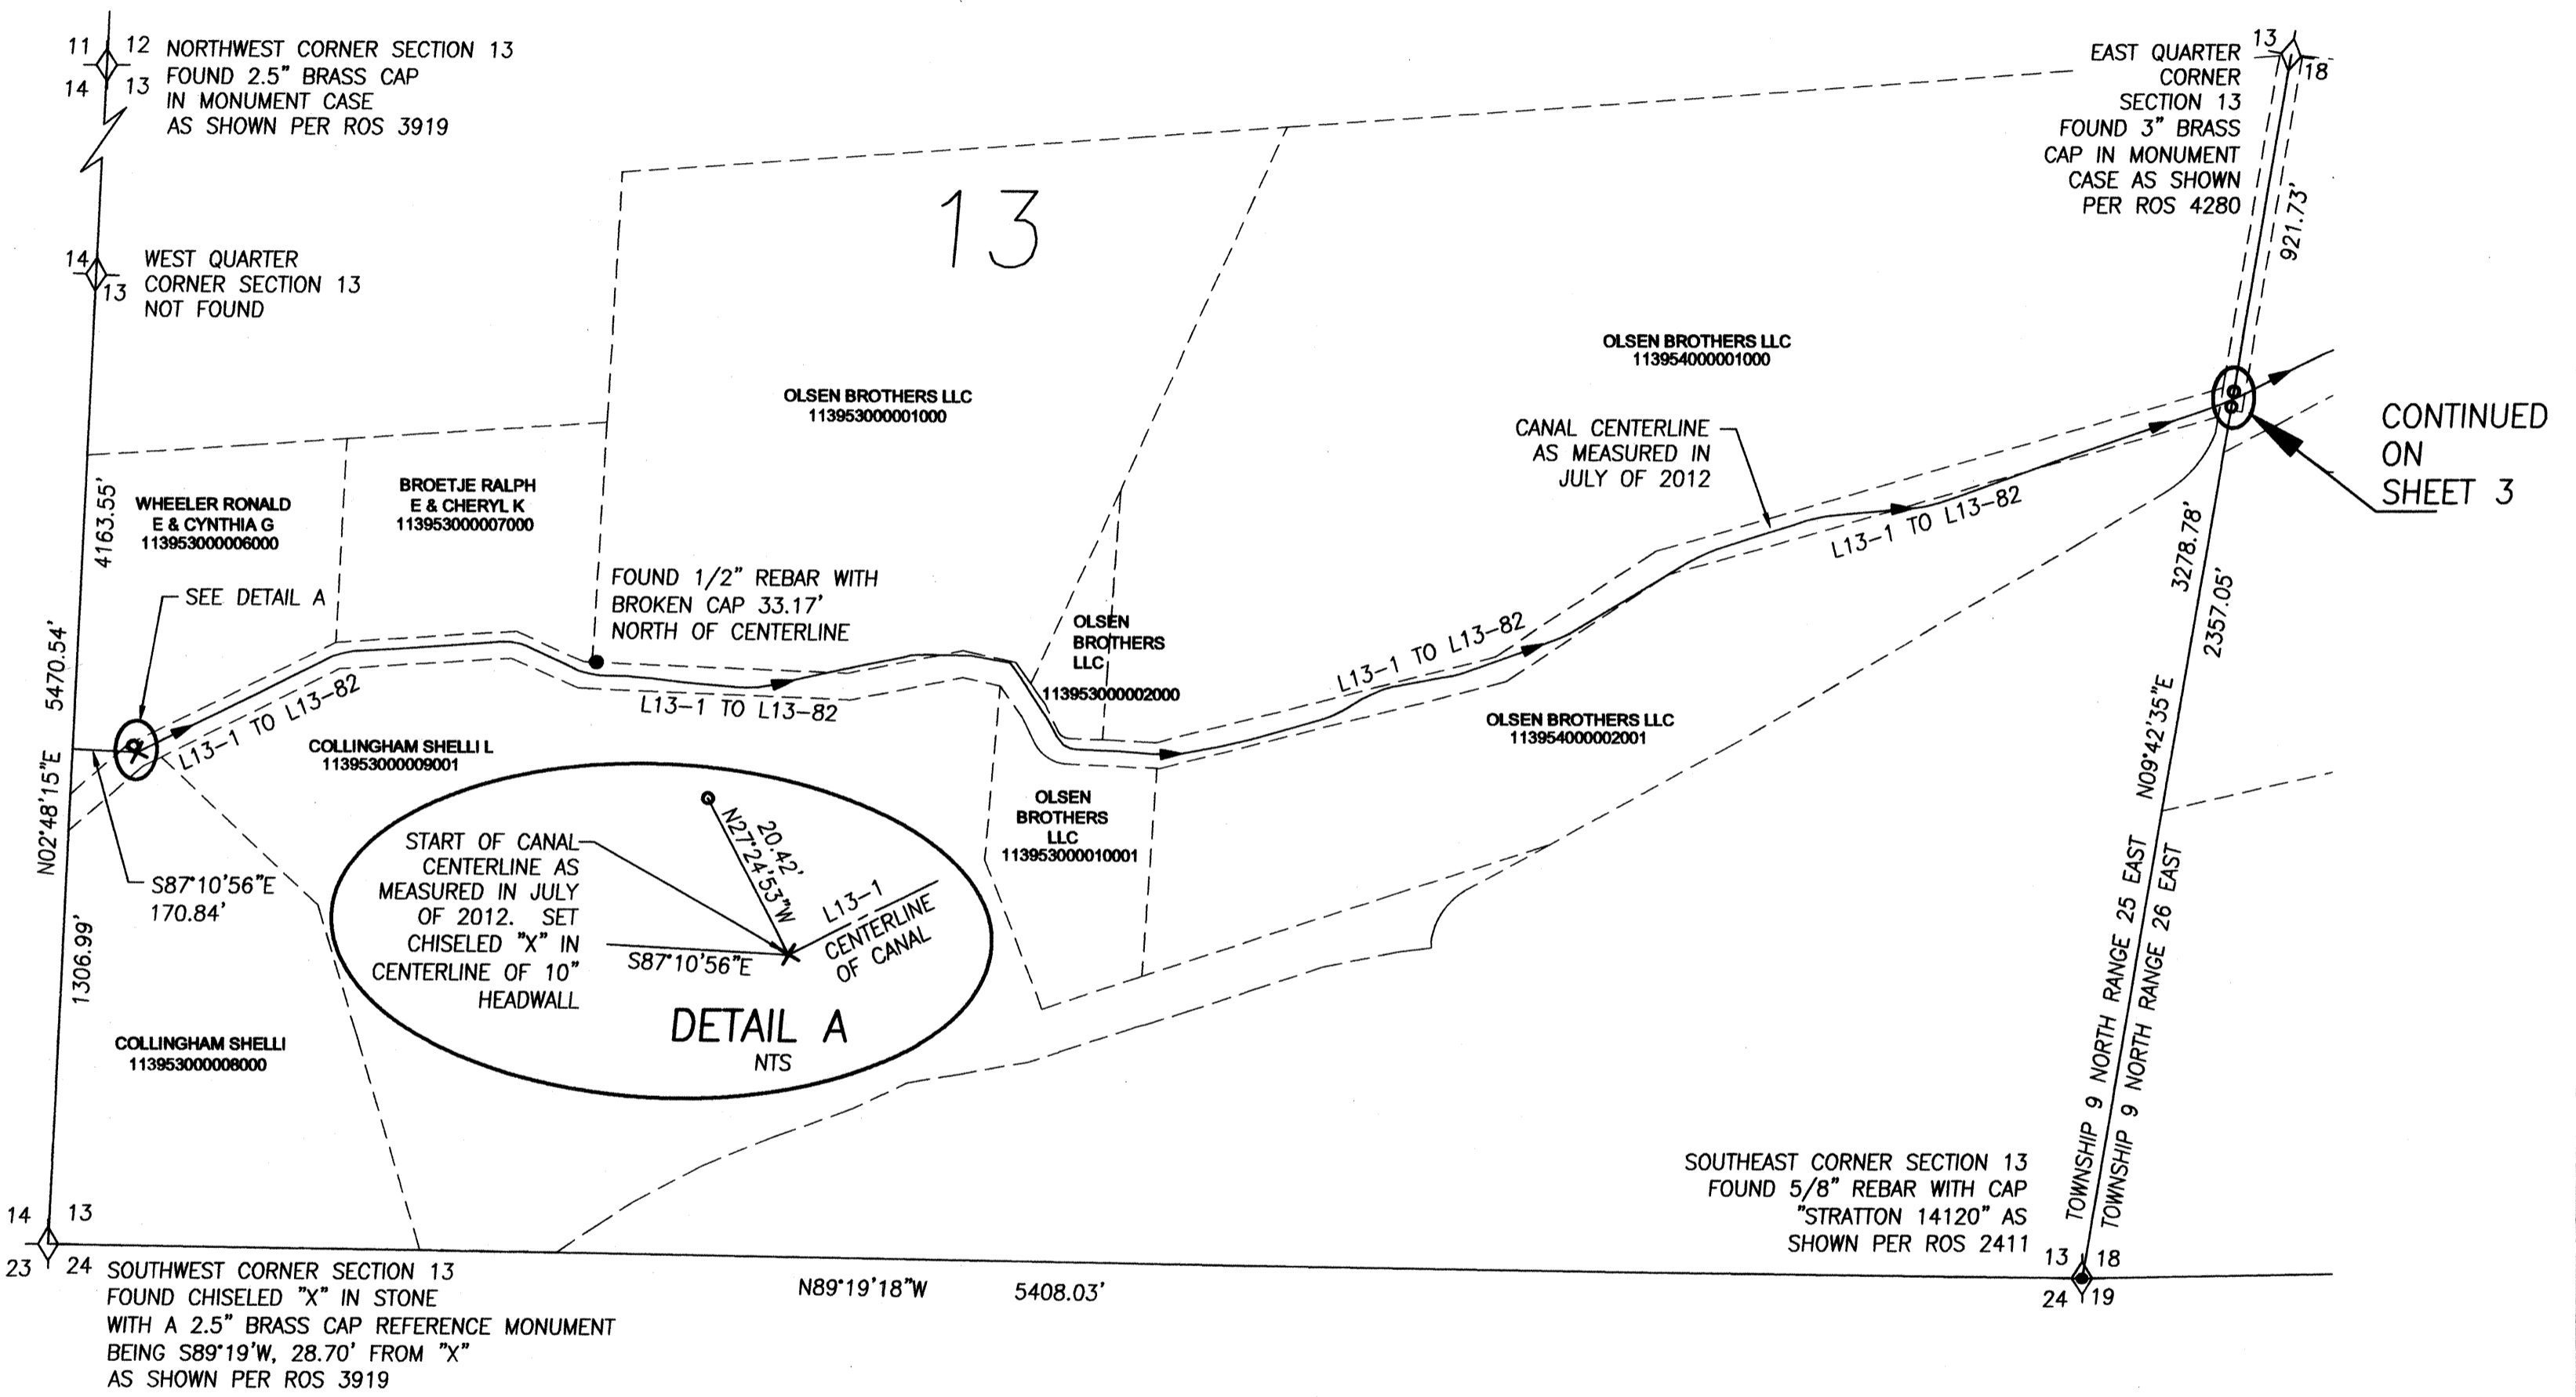 11 12
14 13
NORTHWEST CORNER SECTION 13
FOUND 2.5" BRASS CAP
IN MONUMENT CASE
AS SHOWN PER ROS 3919
14
13
WEST QUARTER
CORNER SECTION 13
NOT FOUND
13
EAST QUARTER
CORNER
SECTION 13
FOUND 3" BRASS
CAP IN MONUMENT
CASE AS SHOWN
PER ROS 4280
13
18
921.73'
OLSEN BROTHERS LLC
113953000001000
OLSEN BROTHERS LLC
113954000001000
CANAL CENTERLINE
AS MEASURED IN
JULY OF 2012
CONTINUED
ON
SHEET 3
WHEELER RONALD
E & CYNTHIA G
113953000006000
BROETJE RALPH
E & CHERYL K
113953000007000
4163.55'
SEE DETAIL A
FOUND 1/2" REBAR WITH
BROKEN CAP 33.17'
NORTH OF CENTERLINE
N02°48'15"E 5470.54'
L13-1 TO L13-82
L13-1 TO L13-82
L13-1 TO L13-82
L13-1 TO L13-82
OLSEN
BROTHERS
LLC
113953000002000
OLSEN BROTHERS LLC
113954000002001
3278.78'
2357.05'
N09°42'35"E
COLLINGHAM SHELLI L
113953000009001
S87°10'56"E
170.84'
1306.99'
OLSEN
BROTHERS
LLC
113953000010001
START OF CANAL
CENTERLINE AS
MEASURED IN JULY
OF 2012. SET
CHISELED "X" IN
CENTERLINE OF 10"
HEADWALL
20.42'
N27°24'53"W
L13-1
CENTERLINE
OF CANAL
S87°10'56"E
DETAIL A
NTS
COLLINGHAM SHELLI
113953000008000
TOWNSHIP 9 NORTH RANGE 25 EAST
TOWNSHIP 9 NORTH RANGE 26 EAST
SOUTHEAST CORNER SECTION 13
FOUND 5/8" REBAR WITH CAP
"STRATTON 14120" AS
SHOWN PER ROS 2411
13 18
24 19
14 13
23 24
SOUTHWEST CORNER SECTION 13
FOUND CHISELED "X" IN STONE
WITH A 2.5" BRASS CAP REFERENCE MONUMENT
BEING S89°19'W, 28.70' FROM "X"
AS SHOWN PER ROS 3919
N89°19'18"W 5408.03'